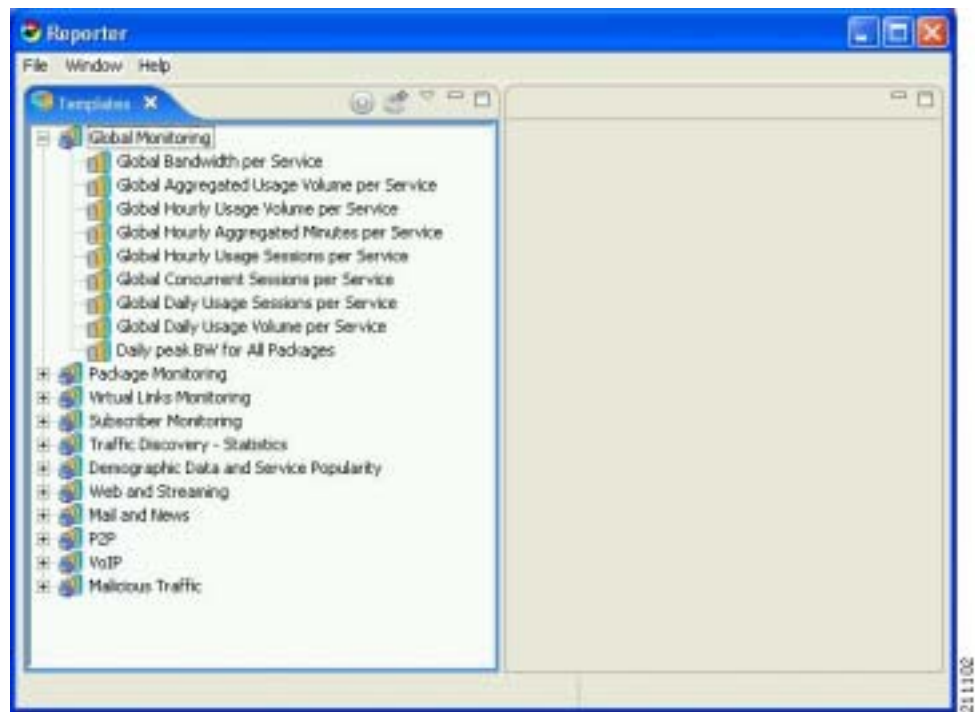 Reporter
File Window Help
Templates
Global Monitoring
Global Bandwidth per Service
Global Aggregated Usage Volume per Service
Global Hourly Usage Volume per Service
Global Hourly Aggregated Minutes per Service
Global Hourly Usage Sessions per Service
Global Concurrent Sessions per Service
Global Daily Usage Sessions per Service
Global Daily Usage Volume per Service
Daily peak BW for All Packages
Package Monitoring
Virtual Links Monitoring
Subscriber Monitoring
Traffic Discovery - Statistics
Demographic Data and Service Popularity
Web and Streaming
Mail and News
P2P
VoIP
Malicious Traffic
211102